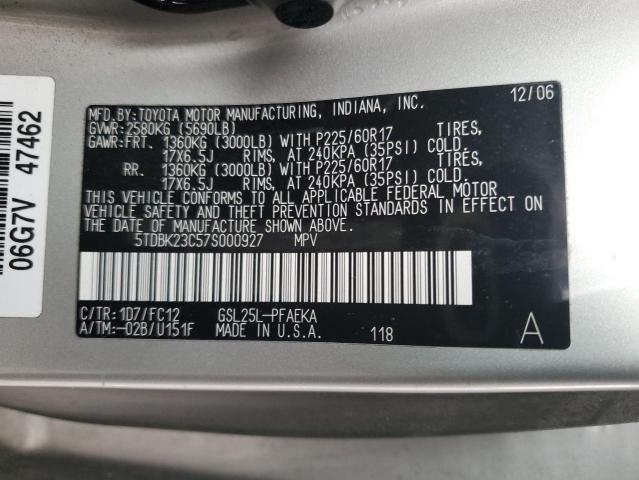 06G7V 47462
MFD.BY:TOYOTA MOTOR MANUFACTURING, INDIANA, INC. 12/06
GVWR:2580KG (5690LB)
GAWR:FRT. 1360KG (3000LB) WITH P225/60R17 TIRES,
17X6.5J RIMS, AT 240KPA (35PSI) COLD.
RR. 1360KG (3000LB) WITH P225/60R17 TIRES,
17X6.5J RIMS, AT 240KPA (35PSI) COLD.
THIS VEHICLE CONFORMS TO ALL APPLICABLE FEDERAL MOTOR
VEHICLE SAFETY AND THEFT PREVENTION STANDARDS IN EFFECT ON
THE DATE OF MANUFACTURE SHOWN ABOVE.
5TDBK23C57S000927 MPV
C/TR:1D7/FC12 GSL25L-PFAEKA
A/TM:-02B/U151F MADE IN U.S.A. 118 A